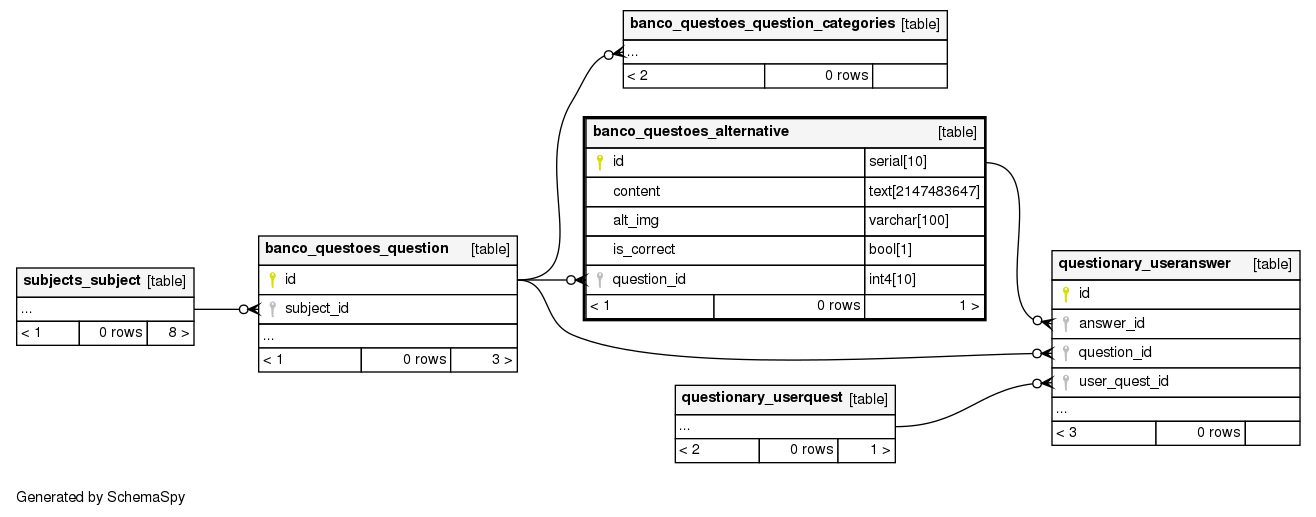 banco_questoes_question_categories [table]
...
< 2 0 rows
banco_questoes_alternative [table]
id serial[10]
content text[2147483647]
alt_img varchar[100]
is_correct bool[1]
question_id int4[10]
< 1 0 rows 1 >
banco_questoes_question [table]
id
subject_id
...
< 1 0 rows 3 >
subjects_subject [table]
...
< 1 0 rows 8 >
questionary_useranswer [table]
id
answer_id
question_id
user_quest_id
...
< 3 0 rows
questionary_userquest [table]
...
< 2 0 rows 1 >
Generated by SchemaSpy